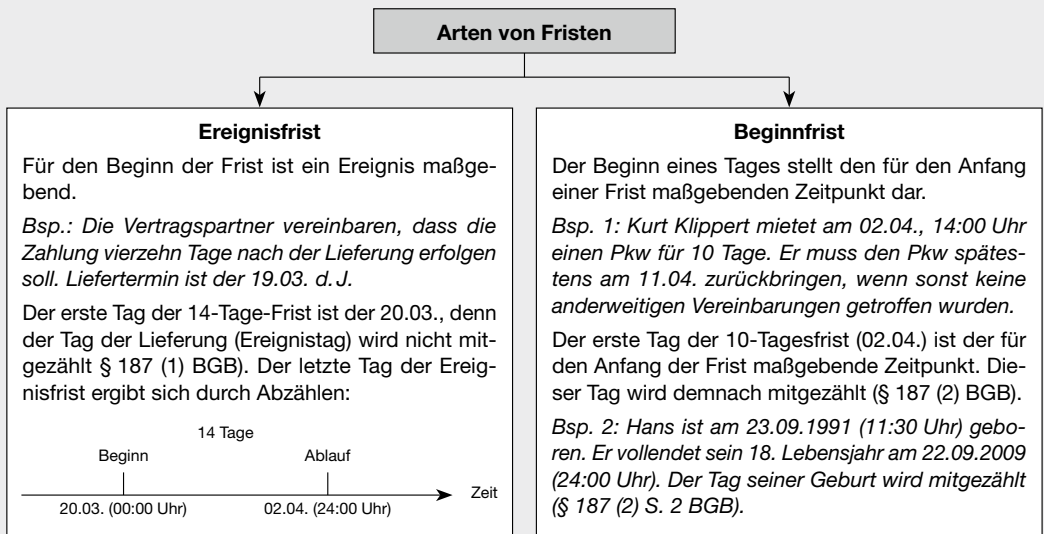 Arten von Fristen
Ereignisfrist
Für den Beginn der Frist ist ein Ereignis maßge-
bend.
Bsp.: Die Vertragspartner vereinbaren, dass die
Zahlung vierzehn Tage nach der Lieferung erfolgen
soll. Liefertermin ist der 19.03. d. J.
Der erste Tag der 14-Tage-Frist ist der 20.03., denn
der Tag der Lieferung (Ereignistag) wird nicht mit-
gezählt § 187 (1) BGB). Der letzte Tag der Ereig-
nisfrist ergibt sich durch Abzählen:
14 Tage
Beginn Ablauf
Zeit
20.03. (00:00 Uhr) 02.04. (24:00 Uhr)
Beginnfrist
Der Beginn eines Tages stellt den für den Anfang
einer Frist maßgebenden Zeitpunkt dar.
Bsp. 1: Kurt Klippert mietet am 02.04., 14:00 Uhr
einen Pkw für 10 Tage. Er muss den Pkw spätes-
tens am 11.04. zurückbringen, wenn sonst keine
anderweitigen Vereinbarungen getroffen wurden.
Der erste Tag der 10-Tagesfrist (02.04.) ist der für
den Anfang der Frist maßgebende Zeitpunkt. Die-
ser Tag wird demnach mitgezählt (§ 187 (2) BGB).
Bsp. 2: Hans ist am 23.09.1991 (11:30 Uhr) gebo-
ren. Er vollendet sein 18. Lebensjahr am 22.09.2009
(24:00 Uhr). Der Tag seiner Geburt wird mitgezählt
(§ 187 (2) S. 2 BGB).